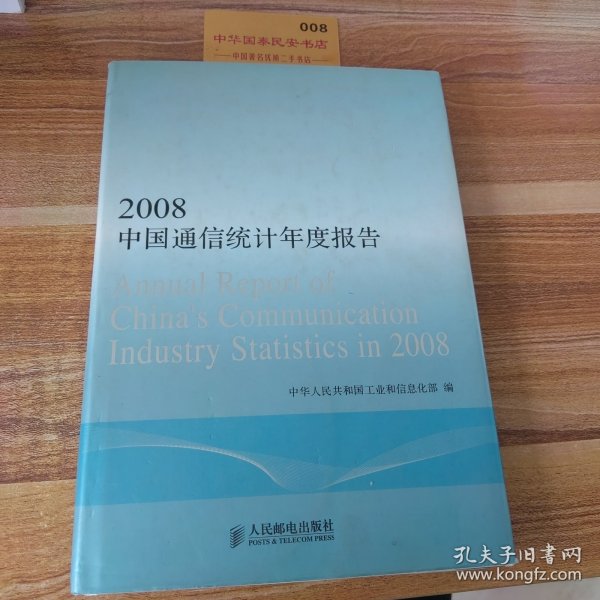 008
中华国泰民安书店
中国著名优质二手书店
2008
中国通信统计年度报告
Annual Report of
China's Communication
Industry Statistics in 2008
中华人民共和国工业和信息化部 编
人民邮电出版社
POSTS & TELECOM PRESS
孔夫子旧书网
www.kongfz.com